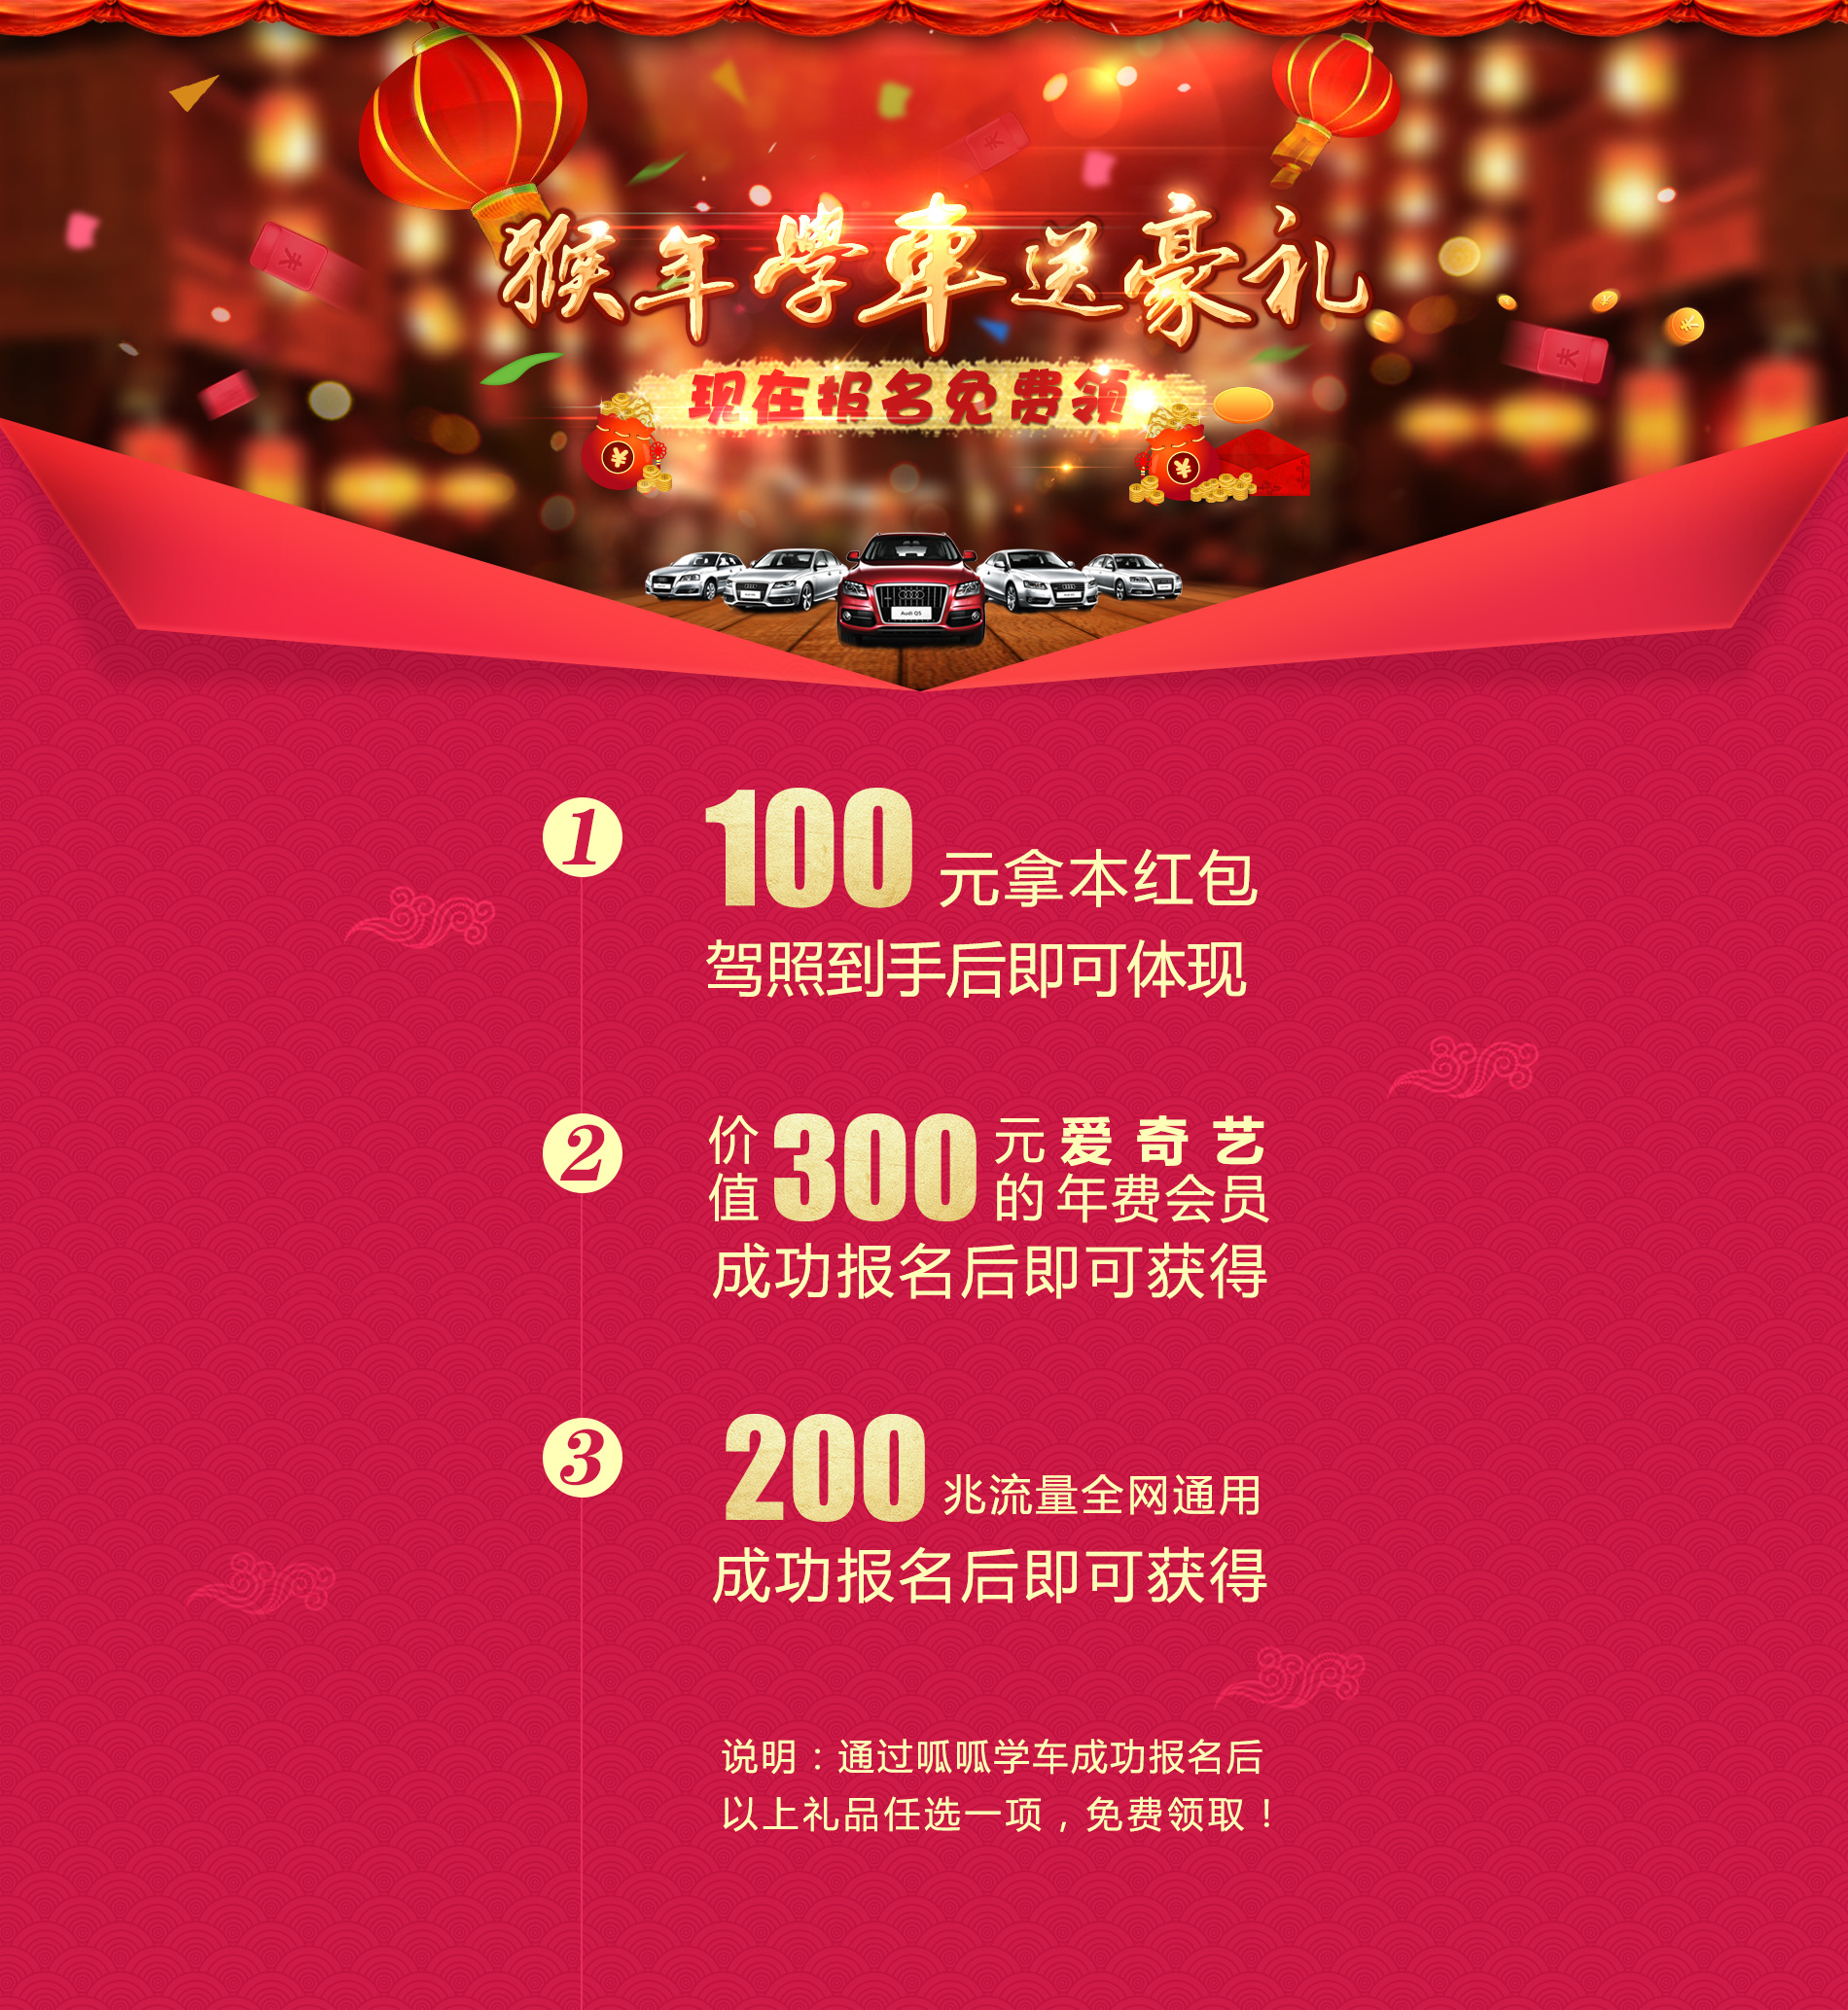 猴年學車送豪礼
现在报名免费领
Audi Q5
1
100元拿本红包
驾照到手后即可体现
2
价值300元爱奇艺的年费会员
成功报名后即可获得
3
200兆流量全网通用
成功报名后即可获得
说明：通过呱呱学车成功报名后
以上礼品任选一项，免费领取！